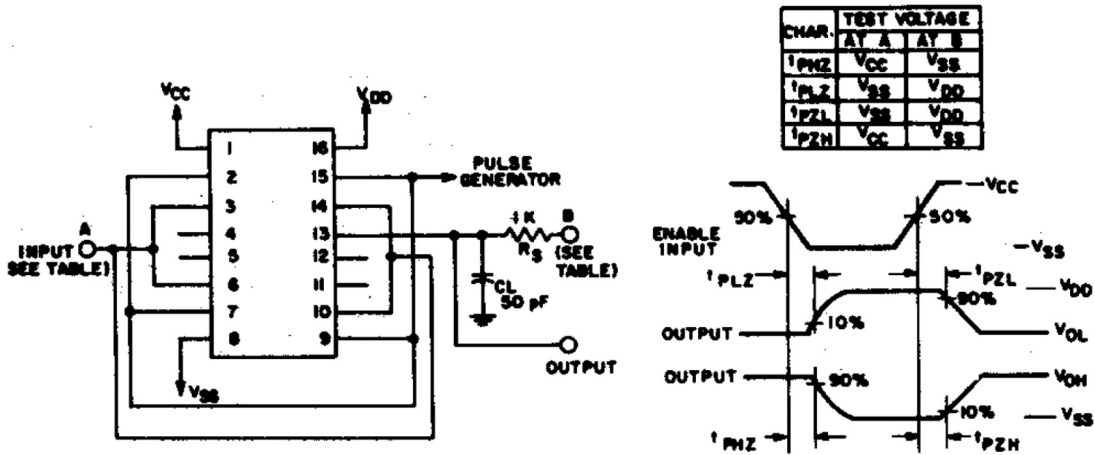 CHAR. TEST VOLTAGE
AT A AT B
tPHZ VCC VSS
tPLZ VSS VDD
tPZL VSS VDD
tPZH VCC VSS
VCC
VDD
1 16
2 15
PULSE
GENERATOR
3 14
4 13
5 12
6 11
7 10
8 9
A
INPUT
SEE TABLE)
1K
RS
B
(SEE
TABLE)
CL
50 pF
OUTPUT
VSS
VCC
90% 50%
ENABLE
INPUT
VSS
tPLZ tPZL
VDD
90%
10%
OUTPUT VOL
OUTPUT VOH
90%
10% VSS
tPHZ tPZH